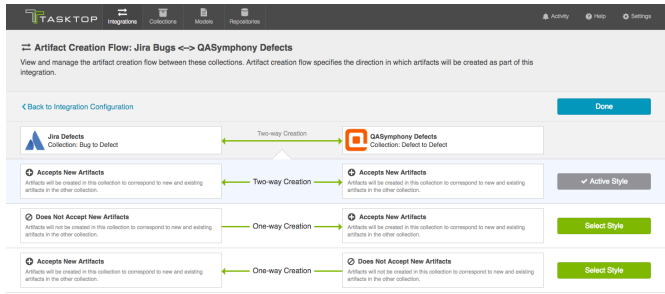 TASKTOP
Integrations
Collections
Models
Repositories
Activity
Help
Settings
Artifact Creation Flow: Jira Bugs <--> QASymphony Defects
View and manage the artifact creation flow between these collections. Artifact creation flow specifies the direction in which artifacts will be created as part of this
integration.
Back to Integration Configuration
Done
Jira Defects
Collection: Bug to Defect
Two-way Creation
QASymphony Defects
Collection: Defect to Defect
Accepts New Artifacts
Artifacts will be created in this collection to correspond to new and existing
artifacts in the other collection.
Two-way Creation
Accepts New Artifacts
Artifacts will be created in this collection to correspond to new and existing
artifacts in the other collection.
Active Style
Does Not Accept New Artifacts
Artifacts will not be created in this collection to correspond to new and existing
artifacts in the other collection.
One-way Creation
Accepts New Artifacts
Artifacts will be created in this collection to correspond to new and existing
artifacts in the other collection.
Select Style
Accepts New Artifacts
Artifacts will be created in this collection to correspond to new and existing
artifacts in the other collection.
One-way Creation
Does Not Accept New Artifacts
Artifacts will not be created in this collection to correspond to new and existing
artifacts in the other collection.
Select Style